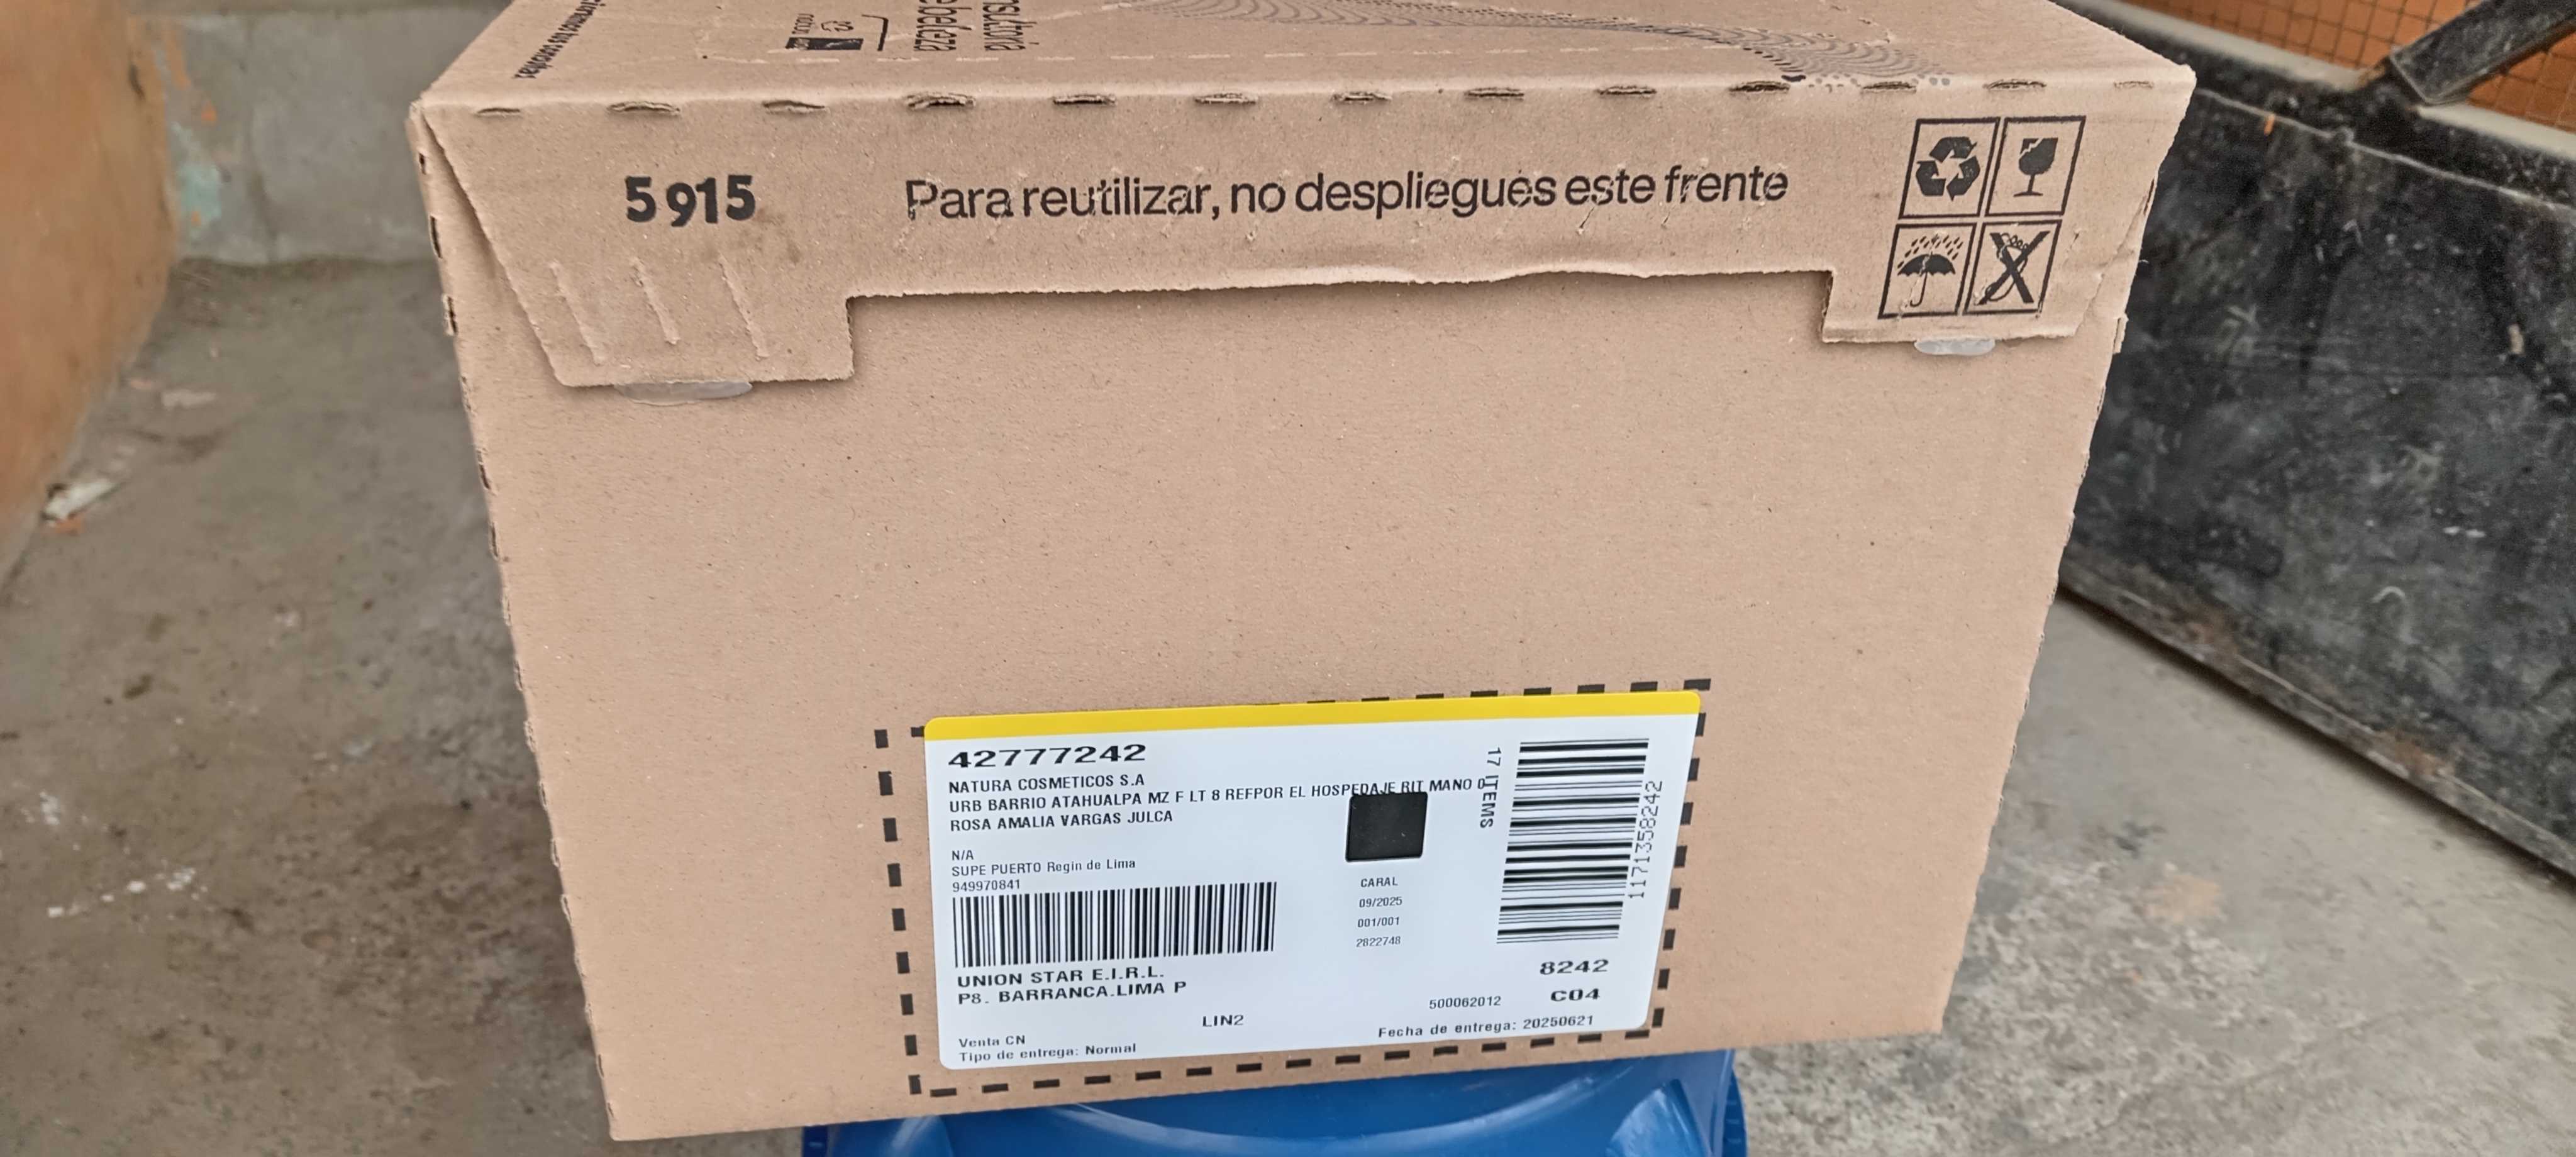 natura
5915
Para reutilizar, no despliegues este frente
42777242
NATURA COSMETICOS S.A
URB BARRIO ATAHUALPA MZ F LT 8 REFPOR EL HOSPEDAJE RIT MANO
ROSA AMALIA VARGAS JULCA
N/A
SUPE PUERTO Regin de Lima
949970841
UNION STAR E.I.R.L.
P8. BARRANCA.LIMA P
LIN2
Venta CN
Tipo de entrega: Normal
CARAL
09/2025
001/001
2822748
17 ITEMS
1171358242
8242
500062012
C04
Fecha de entrega: 20250621